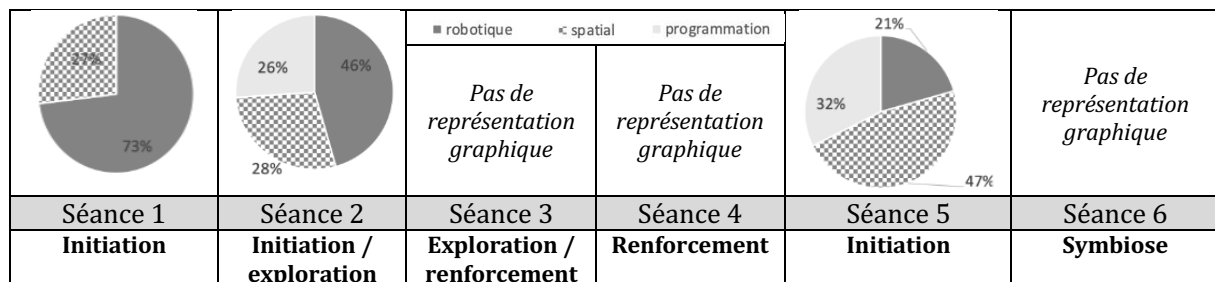 robotique spatial programmation
27%
73%
26%
46%
28%
Pas de
représentation
graphique
Pas de
représentation
graphique
21%
32%
47%
Pas de
représentation
graphique
Séance 1 Séance 2 Séance 3 Séance 4 Séance 5 Séance 6
Initiation Initiation / Exploration / Renforcement Initiation Symbiose
exploration renforcement